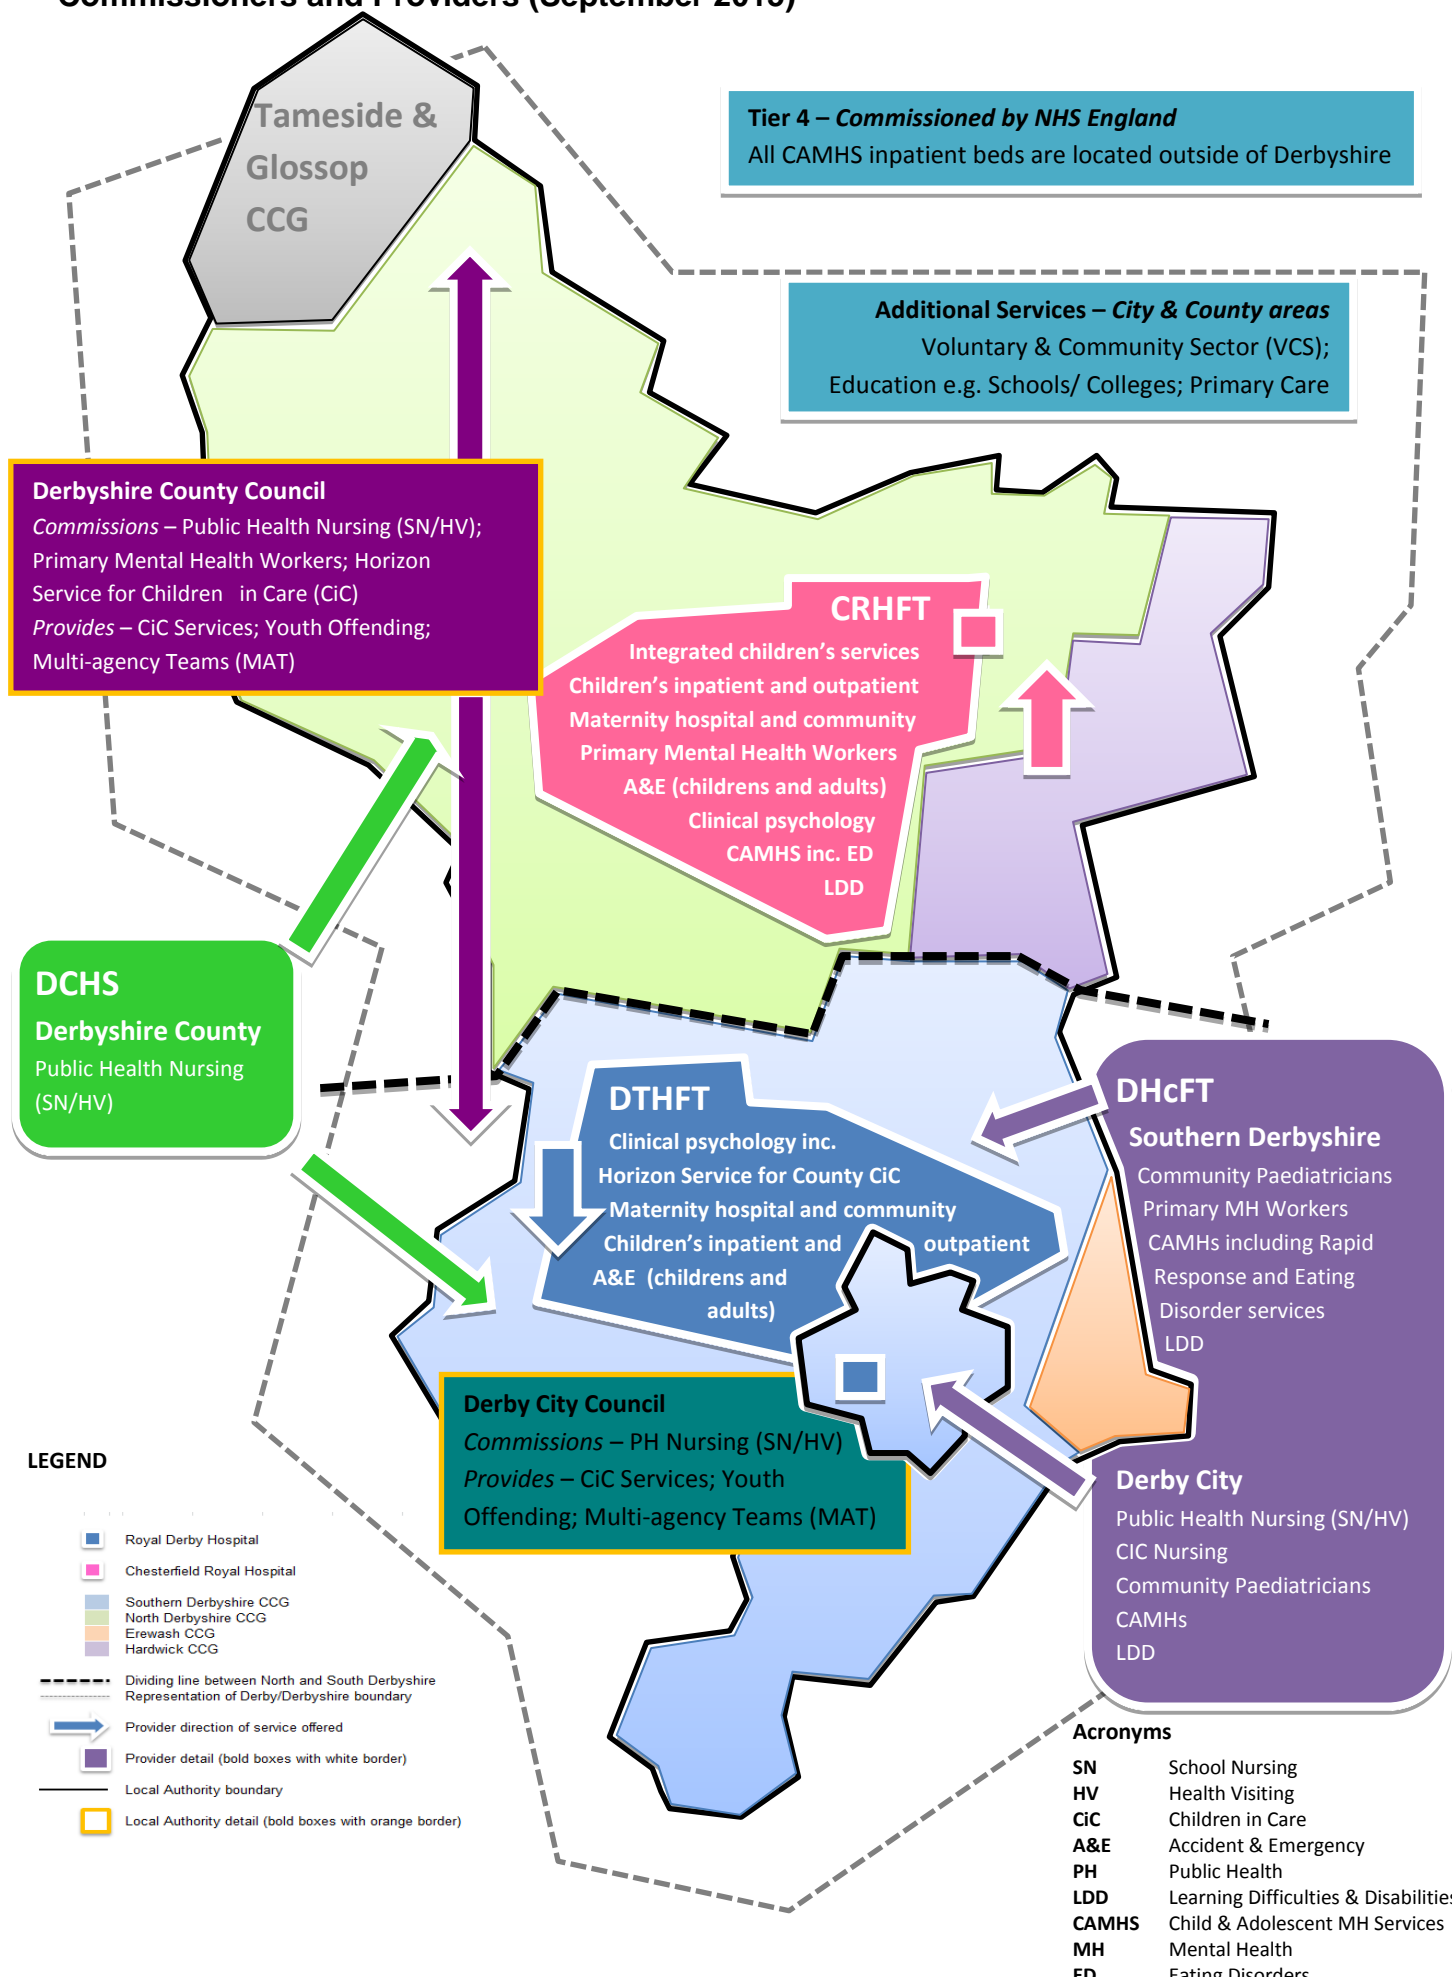 Commissioners and Providers (September 2015)
Tameside &
Glossop
CCG
Tier 4 – Commissioned by NHS England
All CAMHS inpatient beds are located outside of Derbyshire
Additional Services – City & County areas
Voluntary & Community Sector (VCS);
Education e.g. Schools/ Colleges; Primary Care
Derbyshire County Council
Commissions – Public Health Nursing (SN/HV);
Primary Mental Health Workers; Horizon
Service for Children in Care (CiC)
Provides – CiC Services; Youth Offending;
Multi-agency Teams (MAT)
CRHFT
Integrated children's services
Children's inpatient and outpatient
Maternity hospital and community
Primary Mental Health Workers
A&E (childrens and adults)
Clinical psychology
CAMHS inc. ED
LDD
DCHS
Derbyshire County
Public Health Nursing
(SN/HV)
DTHFT
Clinical psychology inc.
Horizon Service for County CiC
Maternity hospital and community
Children's inpatient and outpatient
A&E (childrens and
adults)
DHcFT
Southern Derbyshire
Community Paediatricians
Primary MH Workers
CAMHs including Rapid
Response and Eating
Disorder services
LDD
Derby City
Public Health Nursing (SN/HV)
CIC Nursing
Community Paediatricians
CAMHs
LDD
Derby City Council
Commissions – PH Nursing (SN/HV)
Provides – CiC Services; Youth
Offending; Multi-agency Teams (MAT)
LEGEND
Royal Derby Hospital
Chesterfield Royal Hospital
Southern Derbyshire CCG
North Derbyshire CCG
Erewash CCG
Hardwick CCG
Dividing line between North and South Derbyshire
Representation of Derby/Derbyshire boundary
Provider direction of service offered
Provider detail (bold boxes with white border)
Local Authority boundary
Local Authority detail (bold boxes with orange border)
Acronyms
SN School Nursing
HV Health Visiting
CiC Children in Care
A&E Accident & Emergency
PH Public Health
LDD Learning Difficulties & Disabilities
CAMHS Child & Adolescent MH Services
MH Mental Health
ED Eating Disorders